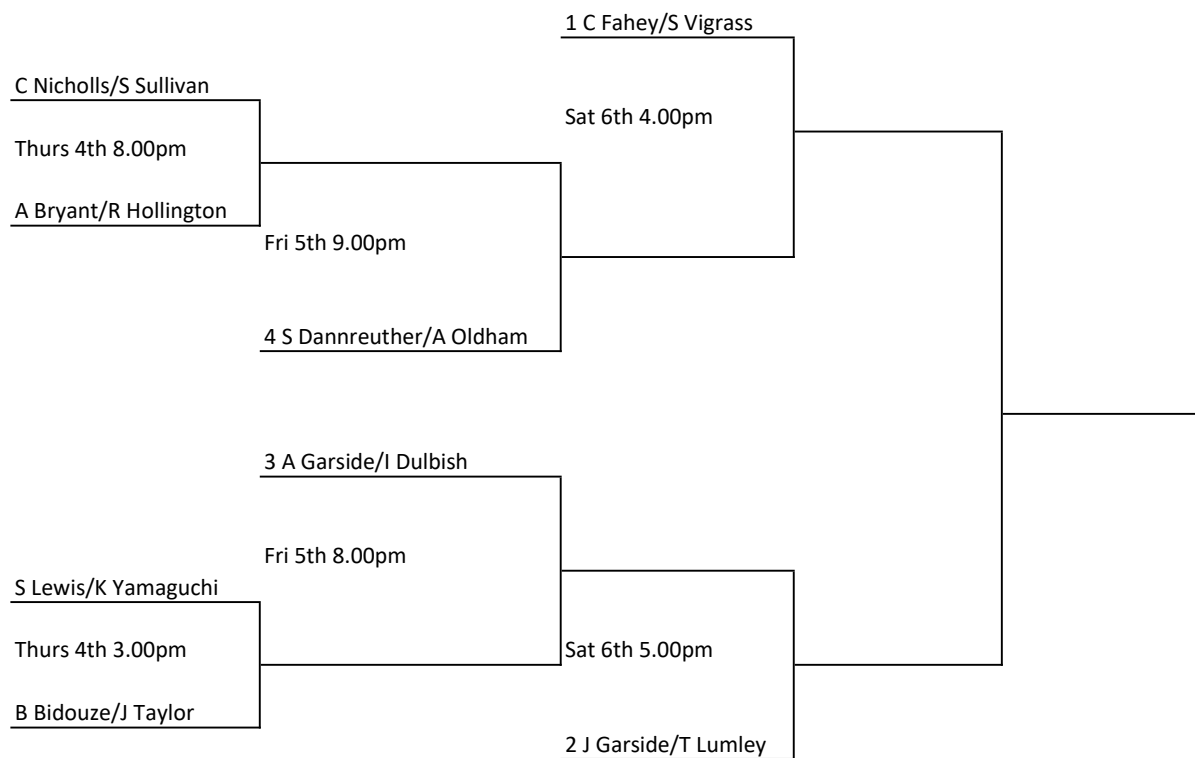 1 C Fahey/S Vigrass
C Nicholls/S Sullivan
Sat 6th 4.00pm
Thurs 4th 8.00pm
A Bryant/R Hollington
Fri 5th 9.00pm
4 S Dannreuther/A Oldham
3 A Garside/I Dulbish
Fri 5th 8.00pm
S Lewis/K Yamaguchi
Thurs 4th 3.00pm
Sat 6th 5.00pm
B Bidouze/J Taylor
2 J Garside/T Lumley